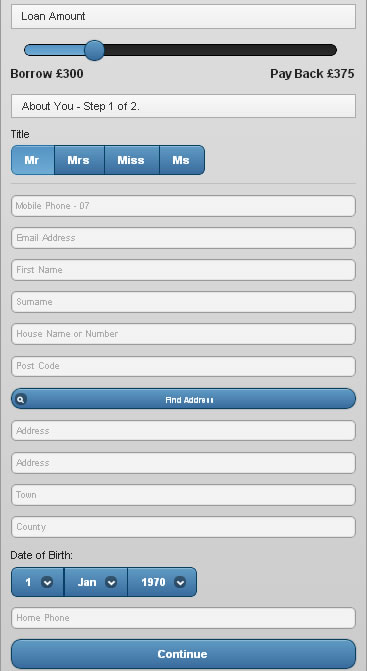 Loan Amount
Borrow £300 Pay Back £375
About You - Step 1 of 2.
Title
Mr Mrs Miss Ms
Mobile Phone - 07
Email Address
First Name
Surname
House Name or Number
Post Code
Find Address
Address
Address
Town
County
Date of Birth:
1 Jan 1970
Home Phone
Continue